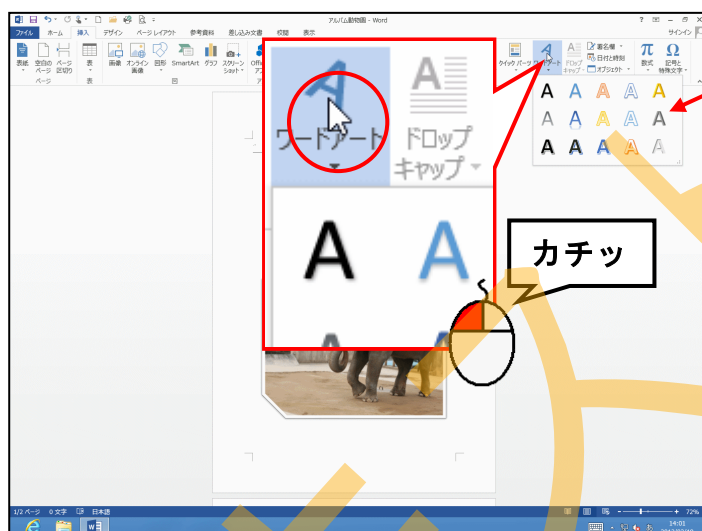 アルバム動物園 - Word
サインイン
ファイル ホーム 挿入 デザイン ページ レイアウト 参考資料 差し込み文書 校閲 表示
表紙 空白の ページ 区切り
ページ
表
表
画像 オンライン 画像 図形 SmartArt グラフ スクリーン ショット
図
クイック パーツ ワードアート ドロップ キャップ
署名欄
日付と時刻
オブジェクト
数式 記号と 特殊文字
A A A A A
A A A A A
A A A A A
ワードアート
ドロップ
キャップ
A A
カチッ
1/2 ページ 0 文字 日本語
72%
14:01